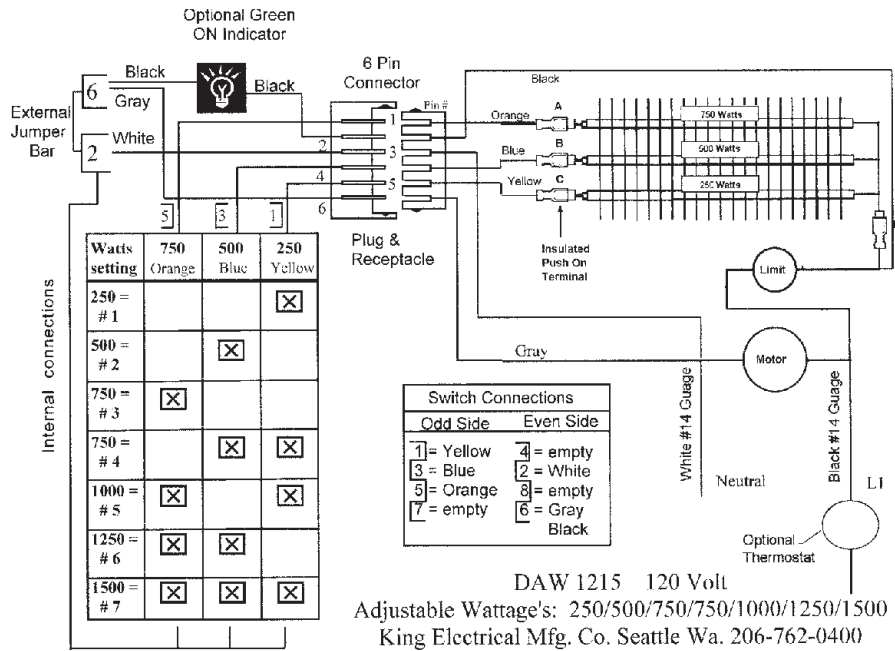 Optional Green
ON Indicator
6 Pin
Connector
Black
Black
Black
6
Gray
External
Jumper
Bar
White
2
Pin #
1
2
3
4
5
6
Orange
A
750 Watts
Blue
B
500 Watts
Yellow
C
250 Watts
Plug &
Receptacle
Insulated
Push On
Terminal
5
3
1
Watts
setting
750
Orange
500
Blue
250
Yellow
250 =
# 1
500 =
# 2
750 =
# 3
750 =
# 4
1000 =
# 5
1250 =
# 6
1500 =
# 7
Internal connections
Limit
Gray
Motor
White #14 Guage
Black #14 Guage
Switch Connections
Odd Side Even Side
1 = Yellow 4 = empty
3 = Blue 2 = White
5 = Orange 8 = empty
7 = empty 6 = Gray
Black
Neutral
L1
Optional
Thermostat
DAW 1215 120 Volt
Adjustable Wattage's: 250/500/750/750/1000/1250/1500
King Electrical Mfg. Co. Seattle Wa. 206-762-0400